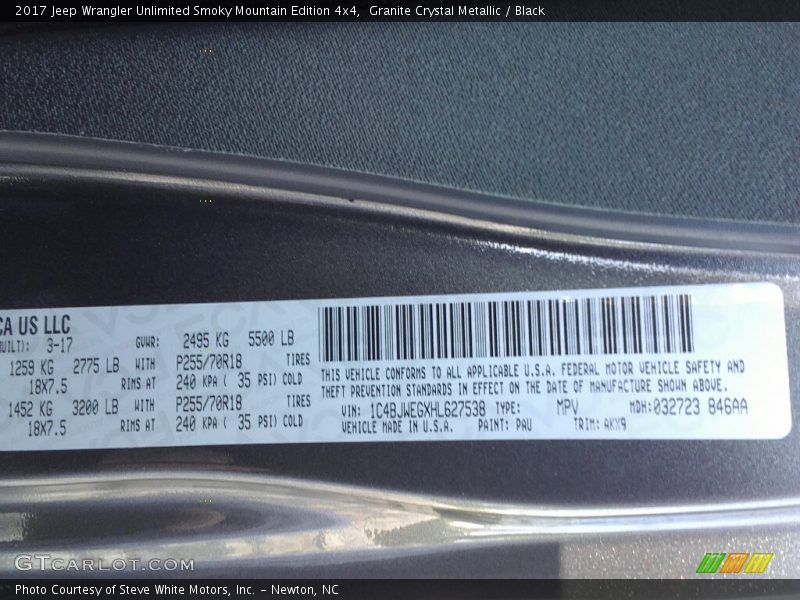 2017 Jeep Wrangler Unlimited Smoky Mountain Edition 4x4, Granite Crystal Metallic / Black
CA US LLC
BUILT): 3-17 GVWR: 2495 KG 5500 LB
1259 KG 2775 LB WITH P255/70R18 TIRES
18X7.5 RIMS AT 240 KPA ( 35 PSI) COLD
1452 KG 3200 LB WITH P255/70R18 TIRES
18X7.5 RIMS AT 240 KPA ( 35 PSI) COLD
THIS VEHICLE CONFORMS TO ALL APPLICABLE U.S.A. FEDERAL MOTOR VEHICLE SAFETY AND
THEFT PREVENTION STANDARDS IN EFFECT ON THE DATE OF MANUFACTURE SHOWN ABOVE.
VIN: 1C4BJWEGXHL627538 TYPE: MPV MDH:032723 846AA
VEHICLE MADE IN U.S.A. PAINT: PAU TRIM: AKX9
GTCARLOT.COM
Photo Courtesy of Steve White Motors, Inc. – Newton, NC